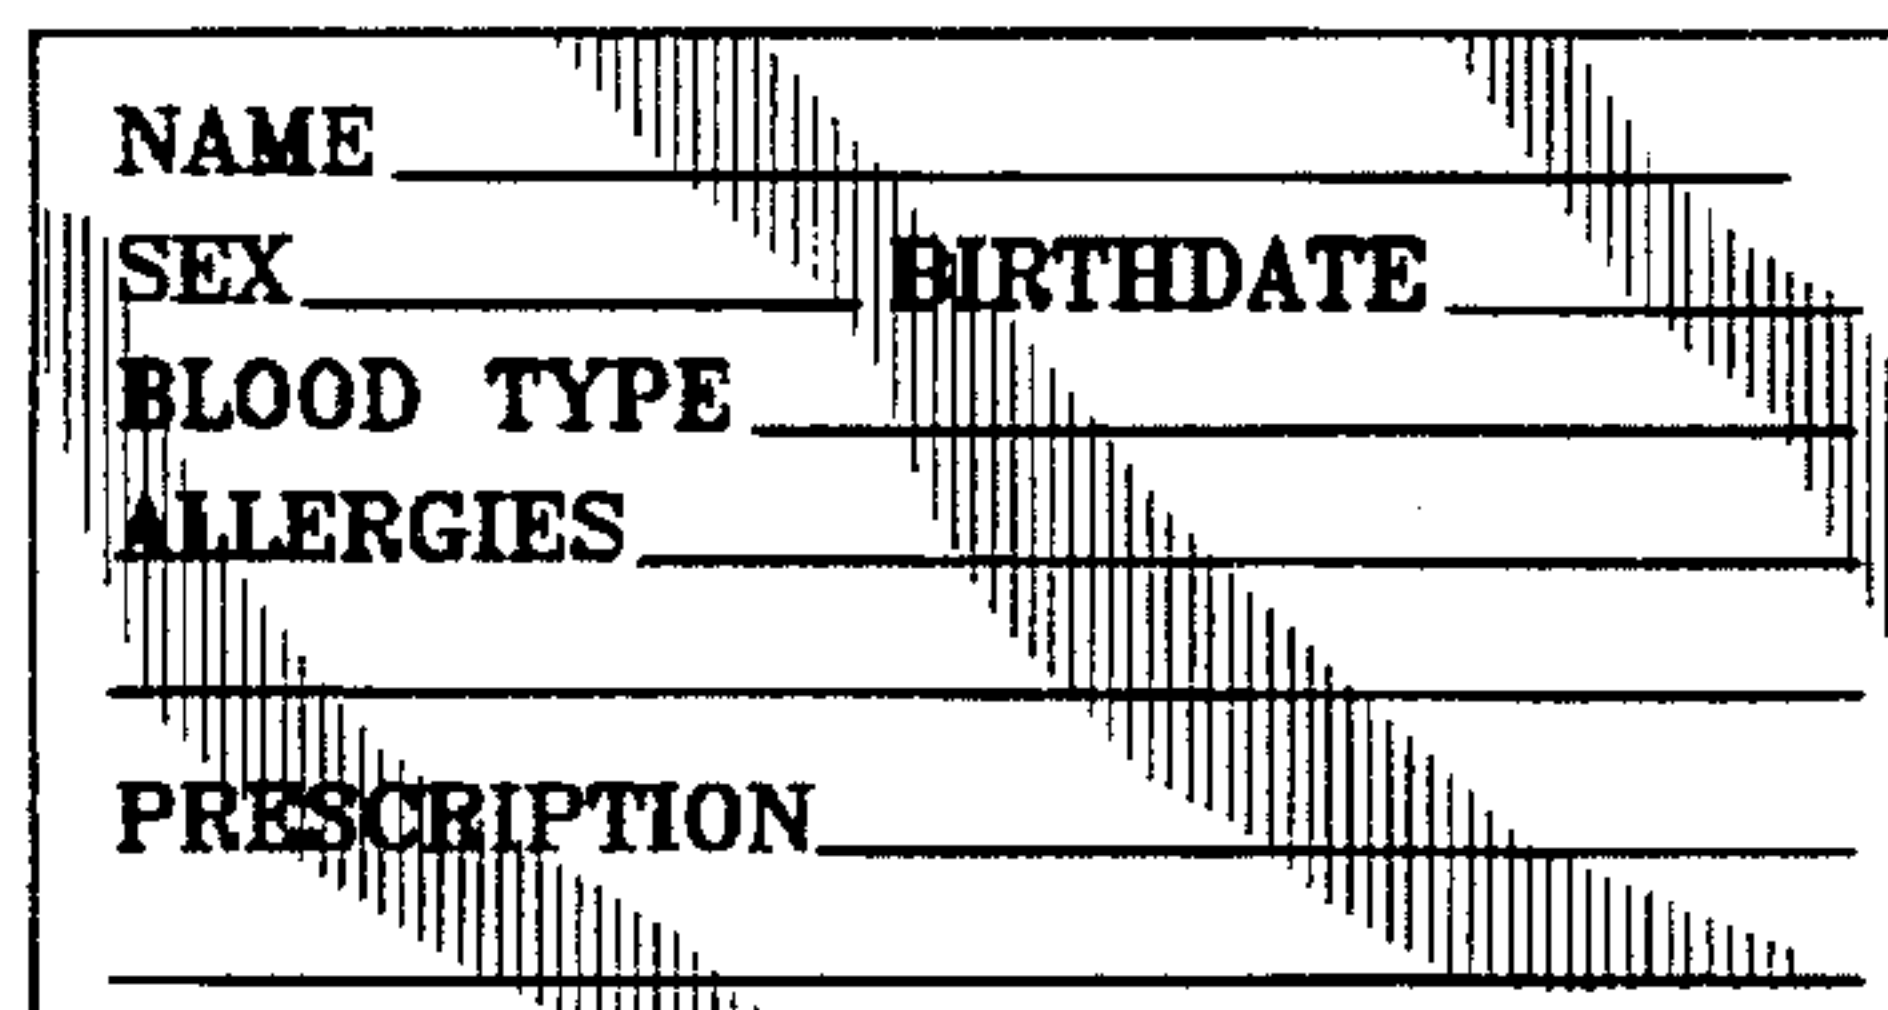 NAME
SEX BIRTHDATE
BLOOD TYPE
ALLERGIES
PRESCRIPTION